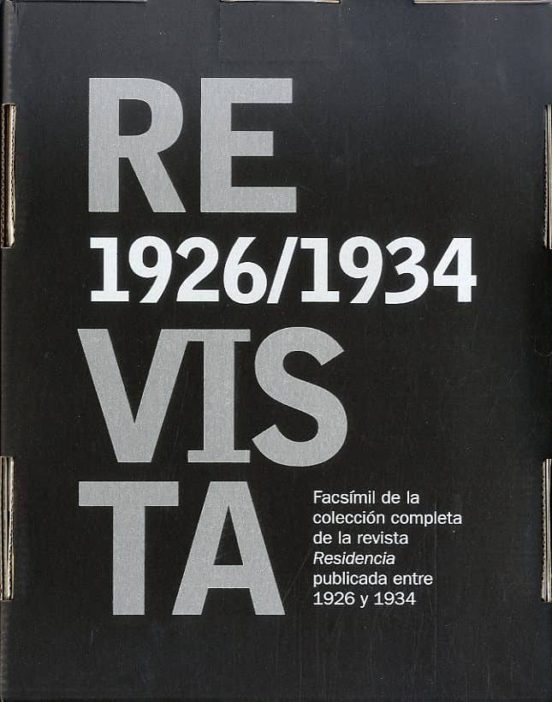 RE
1926/1934
VIS
TA
Facsímil de la
colección completa
de la revista
Residencia
publicada entre
1926 y 1934